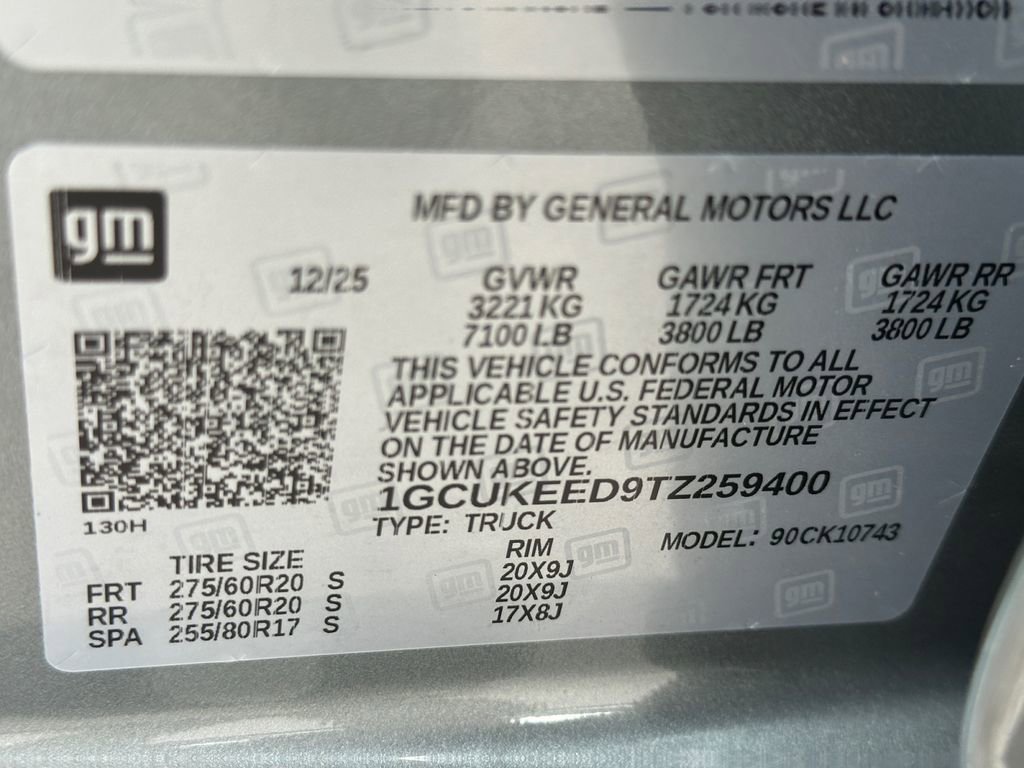 gm
MFD BY GENERAL MOTORS LLC
12/25 GVWR GAWR FRT GAWR RR
3221 KG 1724 KG 1724 KG
7100 LB 3800 LB 3800 LB
THIS VEHICLE CONFORMS TO ALL
APPLICABLE U.S. FEDERAL MOTOR
VEHICLE SAFETY STANDARDS IN EFFECT
ON THE DATE OF MANUFACTURE
SHOWN ABOVE.
1GCUKEED9TZ259400
130H
TYPE: TRUCK
MODEL: 90CK10743
TIRE SIZE RIM
FRT 275/60R20 S 20X9J
RR 275/60R20 S 20X9J
SPA 255/80R17 S 17X8J